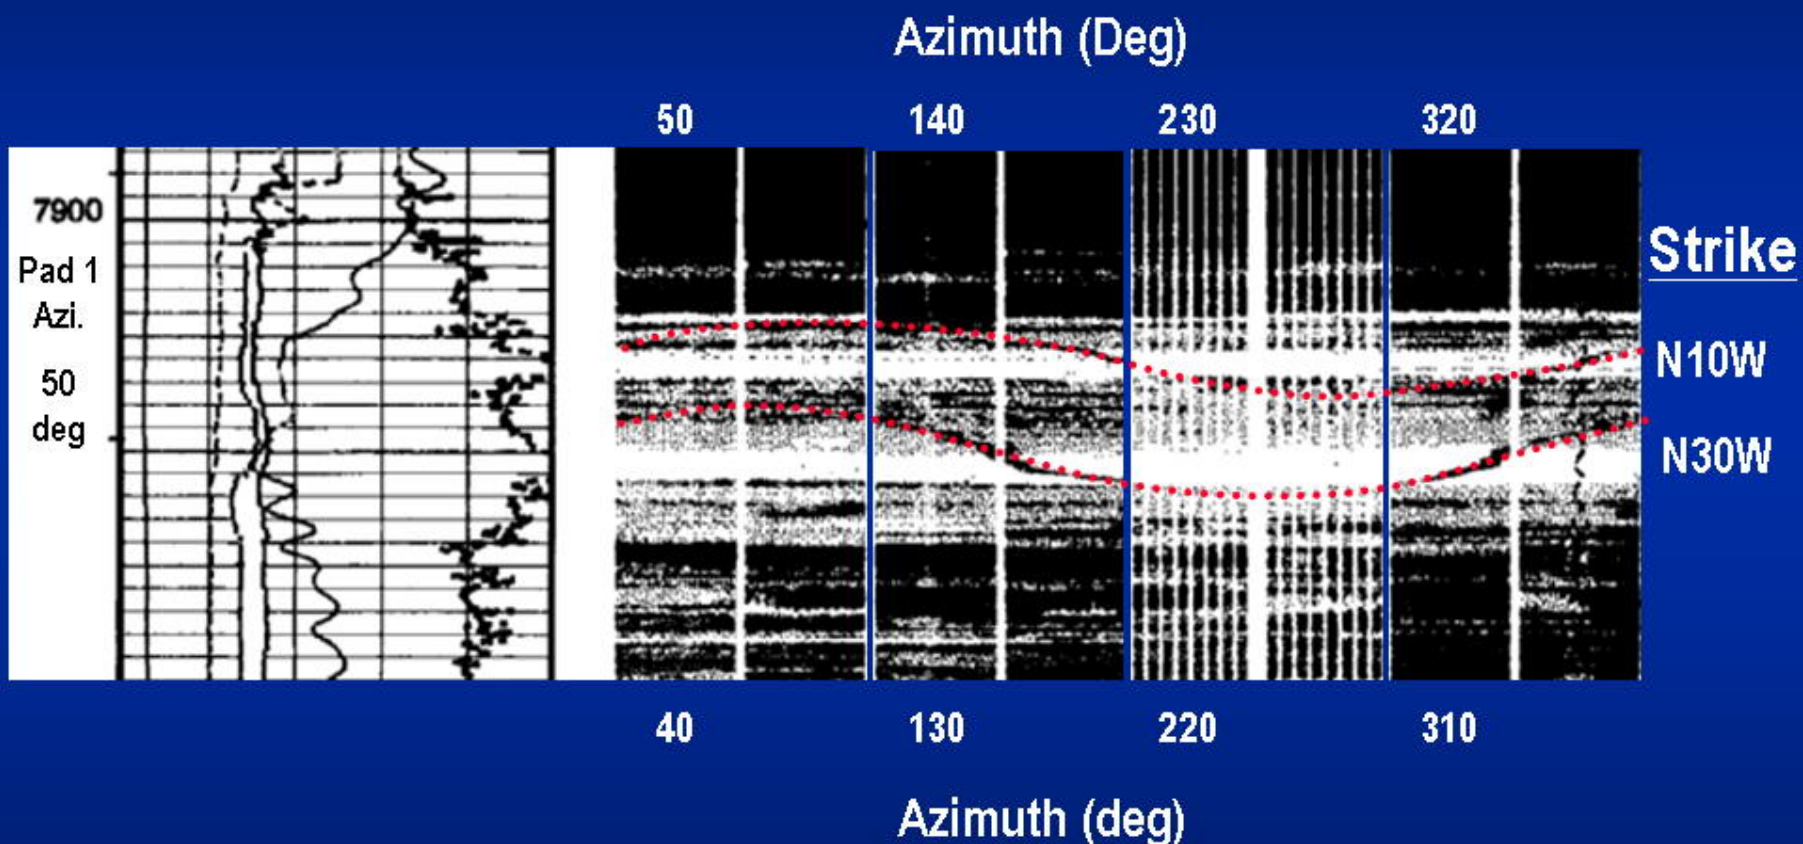 Azimuth (Deg)
50 140 230 320
7900
Pad 1
Azi.
50
deg
Strike
N10W
N30W
40 130 220 310
Azimuth (deg)